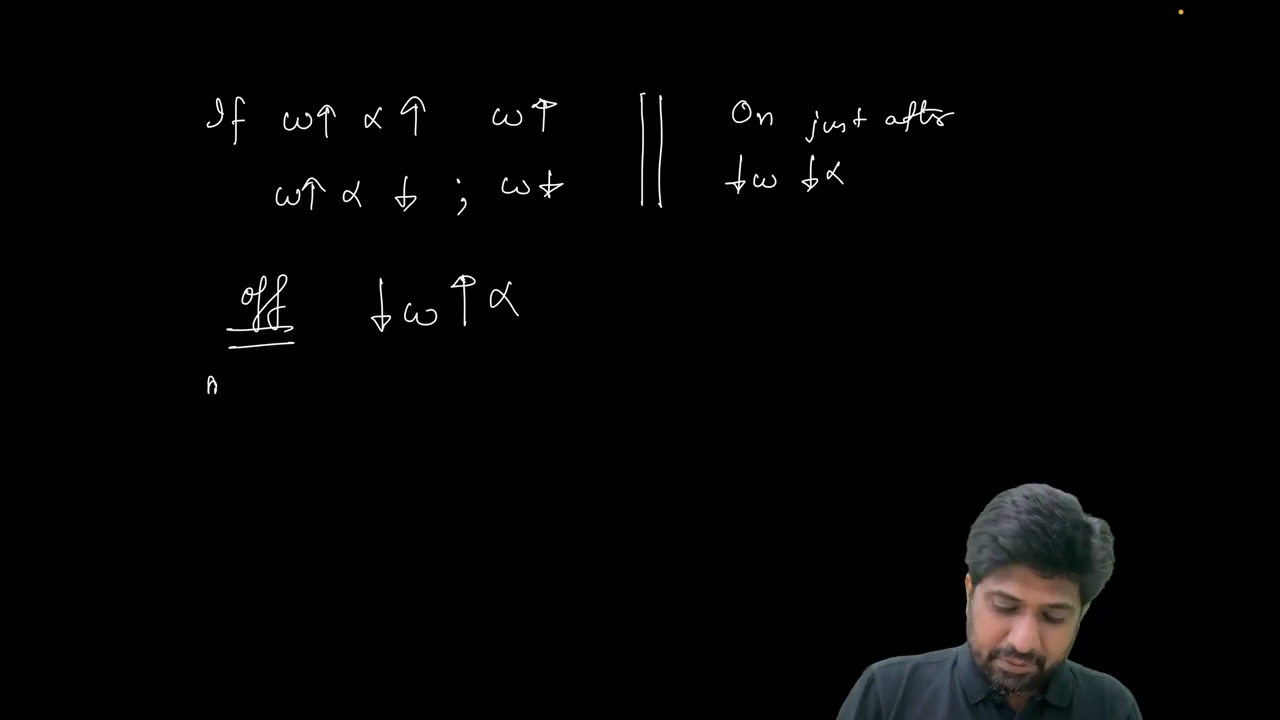 If ω↑ α↑ ω↑
ω↑ α ↓ ; ω↓
On just after
↓ω ↓α
off ↓ω ↑α